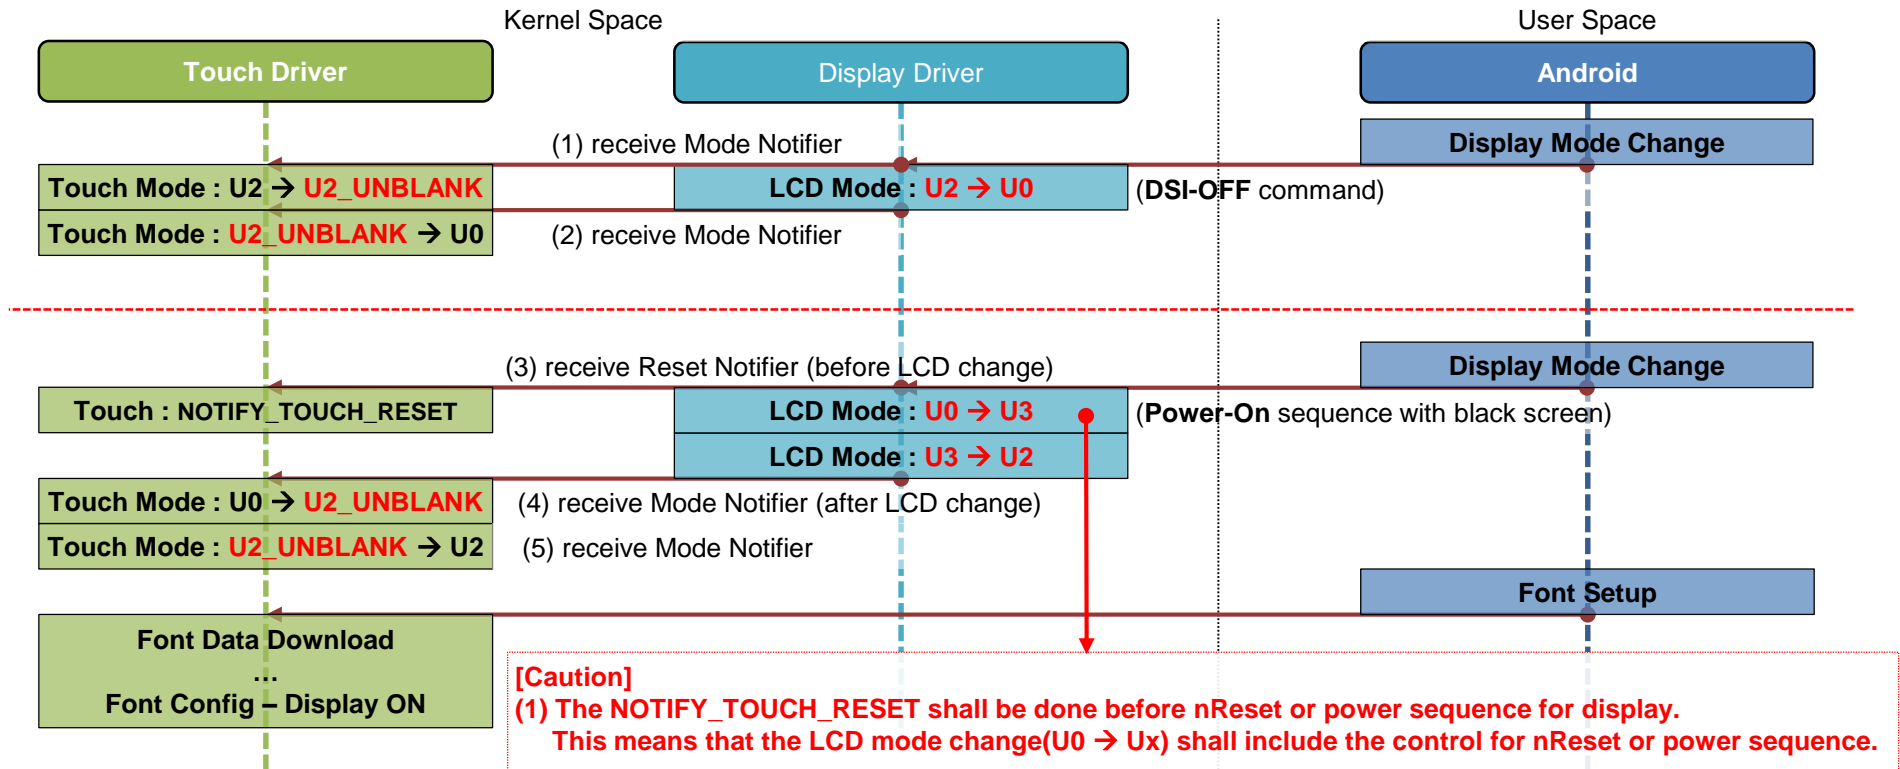 Kernel Space
User Space
Touch Driver
Display Driver
Android
(1) receive Mode Notifier
Display Mode Change
Touch Mode : U2 → U2_UNBLANK
LCD Mode : U2 → U0
(DSI-OFF command)
Touch Mode : U2_UNBLANK → U0
(2) receive Mode Notifier
(3) receive Reset Notifier (before LCD change)
Display Mode Change
Touch : NOTIFY_TOUCH_RESET
LCD Mode : U0 → U3
(Power-On sequence with black screen)
LCD Mode : U3 → U2
Touch Mode : U0 → U2_UNBLANK
(4) receive Mode Notifier (after LCD change)
Touch Mode : U2_UNBLANK → U2
(5) receive Mode Notifier
Font Setup
Font Data Download
...
Font Config – Display ON
[Caution]
(1) The NOTIFY_TOUCH_RESET shall be done before nReset or power sequence for display.
This means that the LCD mode change(U0 → Ux) shall include the control for nReset or power sequence.